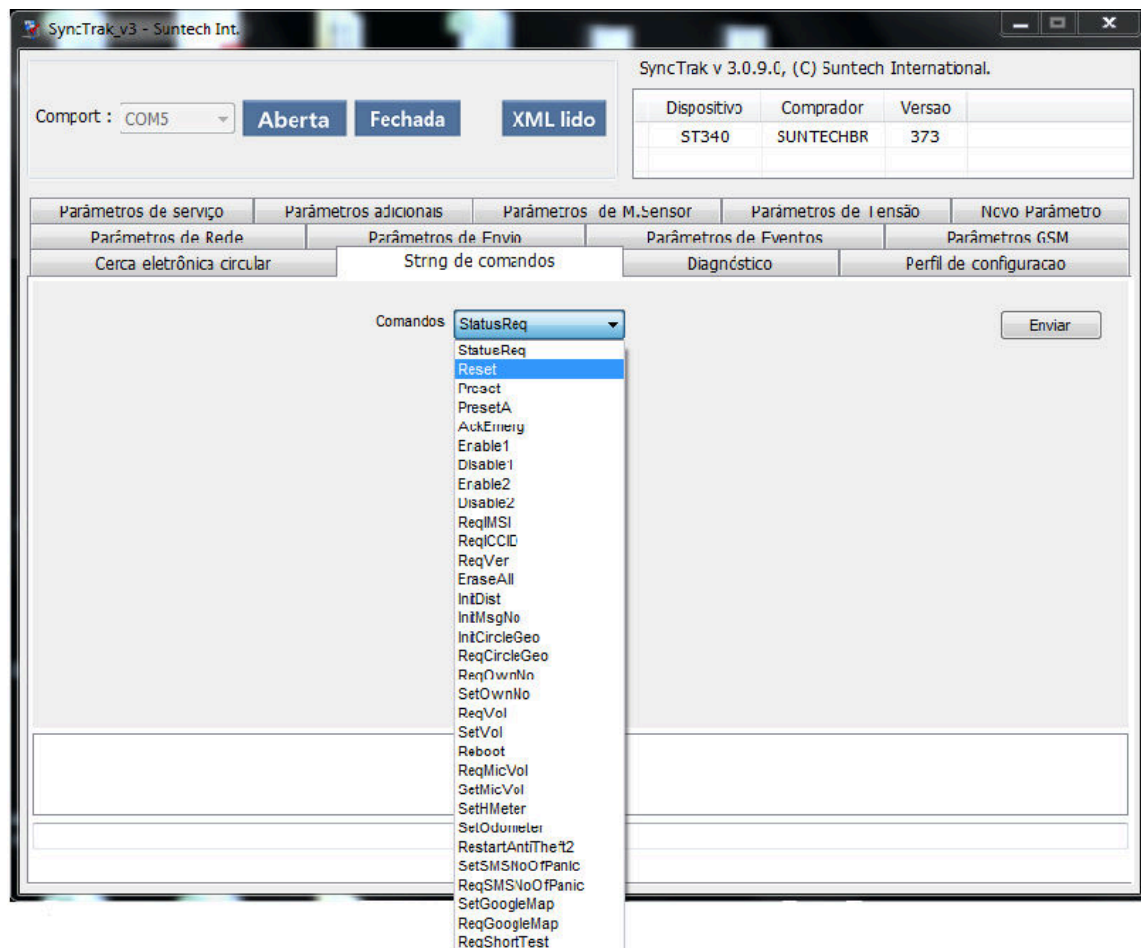 SyncTrak_v3 - Suntech Int.
SyncTrak v 3.0.9.0, (C) Suntech International.
Comport : COM5 Aberta Fechada XML lido
Dispositivo Comprador Versao
ST340 SUNTECHBR 373
Parâmetros de serviço Parâmetros adicionais Parâmetros de M.Sensor Parâmetros de Tensão Novo Parâmetro
Parâmetros de Rede Parâmetros de Envio Parâmetros de Eventos Parâmetros GSM
Cerca eletrônica circular String de comandos Diagnóstico Perfil de configuracao
Comandos StatusReq Enviar
StatusReq
Reset
Preset
PresetA
AckEmerg
Enable1
Disable1
Enable2
Disable2
ReqIMSI
ReqICCID
ReqVer
EraseAll
InitDist
InitMsgNo
InitCircleGeo
ReqCircleGeo
ReqOwnNo
SetOwnNo
ReqVol
SetVol
Reboot
ReqMicVol
SetMicVol
SetHMeter
SetOdometer
RestartAntiTheft2
SetSMSNoOfPanic
ReqSMSNoOfPanic
SetGoogleMap
ReqGoogleMap
ReqShortTest